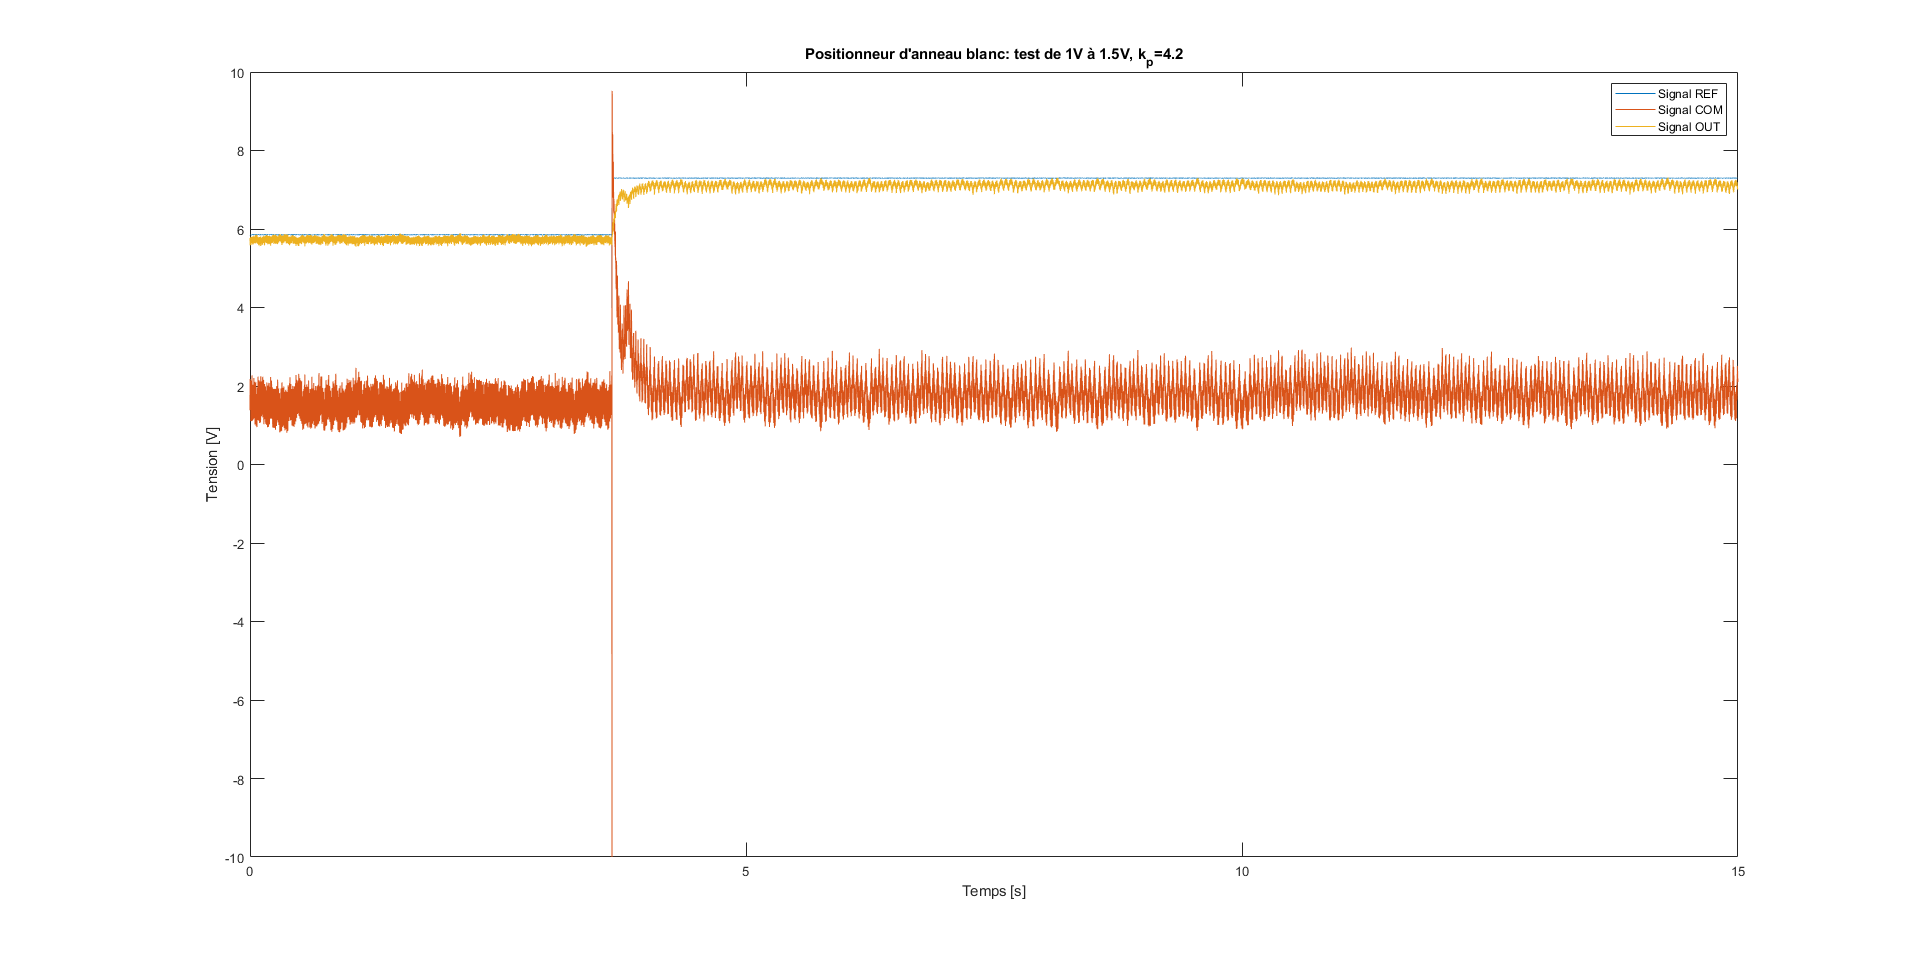 Positionneur d'anneau blanc: test de 1V à 1.5V, kp=4.2
10
8
6
4
2
0
-2
-4
-6
-8
-10
Tension [V]
Signal REF
Signal COM
Signal OUT
0
5
10
15
Temps [s]